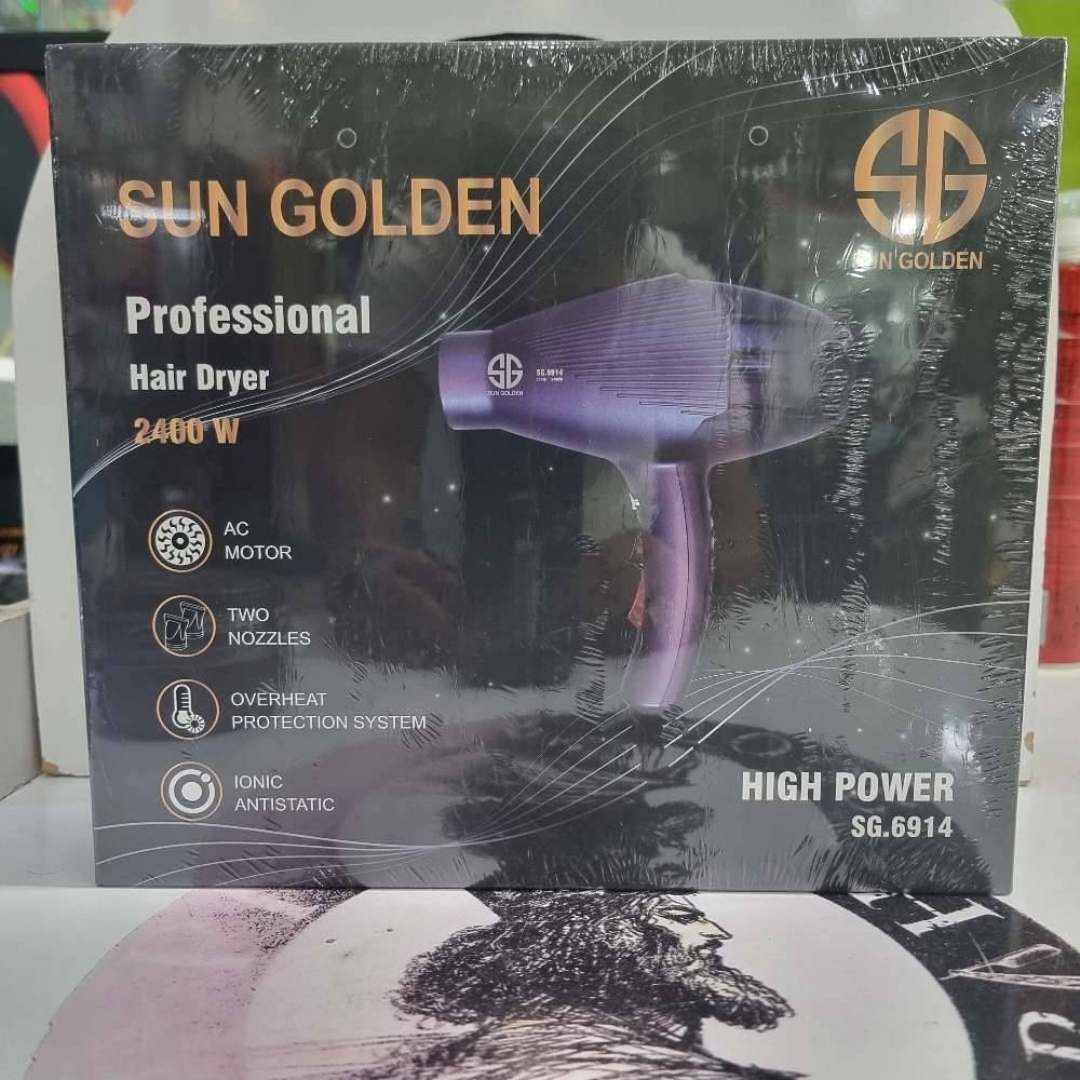 SUN GOLDEN
SG
SUN GOLDEN
Professional
Hair Dryer
2400 W
SG
SUN GOLDEN
SG.6914
AC
MOTOR
TWO
NOZZLES
OVERHEAT
PROTECTION SYSTEM
IONIC
ANTISTATIC
HIGH POWER
SG.6914